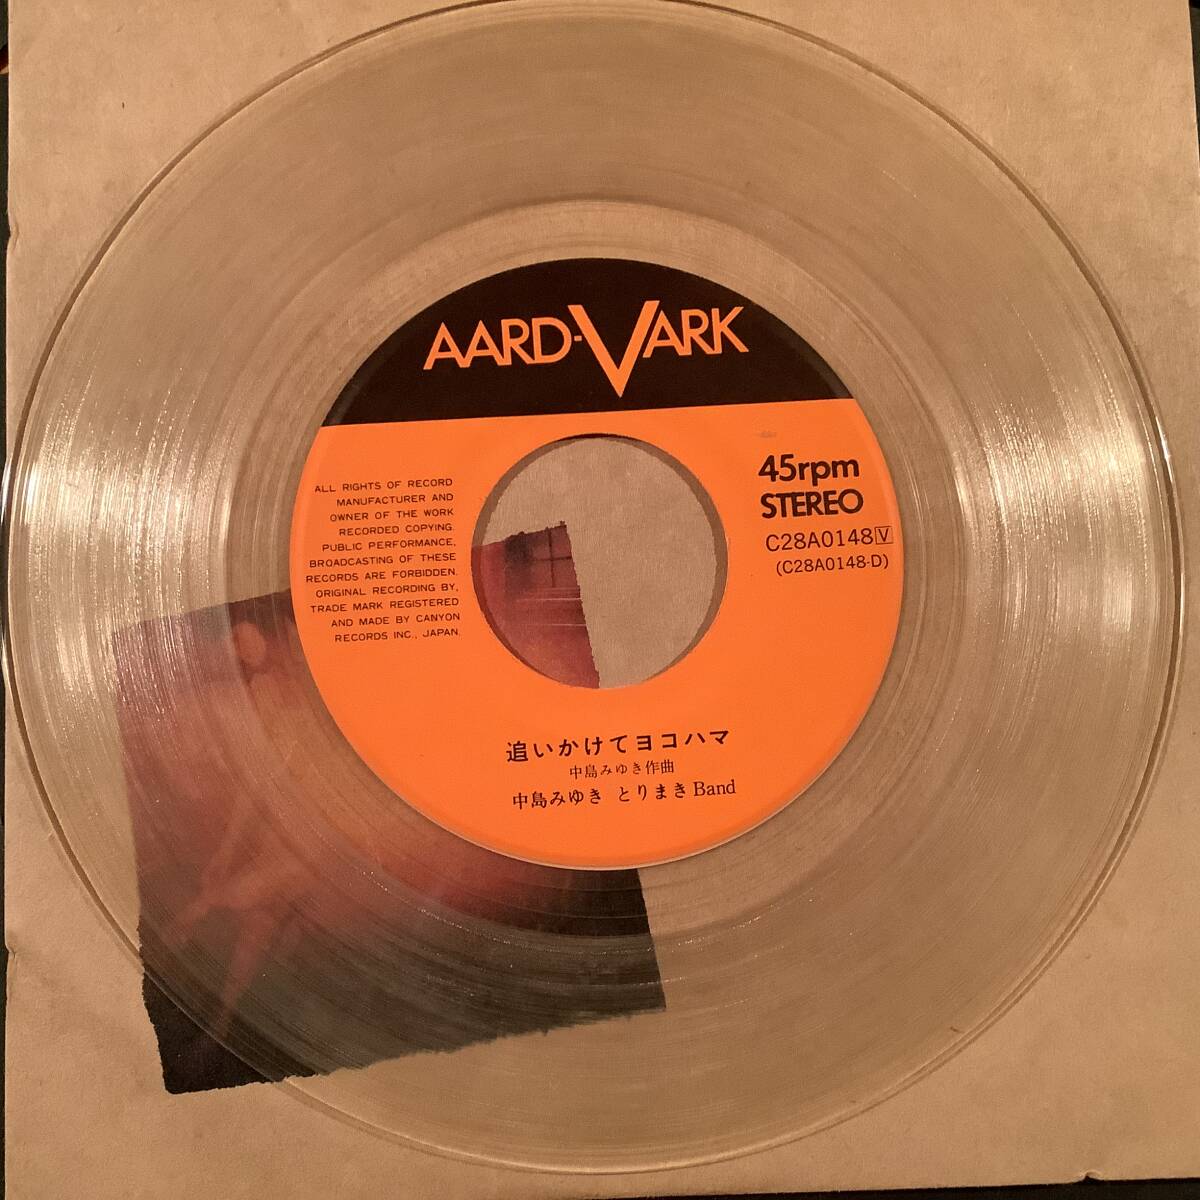 AARD-VARK
ALL RIGHTS OF RECORD
MANUFACTURER AND
OWNER OF THE WORK
RECORDED COPYING.
PUBLIC PERFORMANCE,
BROADCASTING OF THESE
RECORDS ARE FORBIDDEN.
ORIGINAL RECORDING BY,
TRADE MARK REGISTERED
AND MADE BY CANYON
RECORDS INC., JAPAN.
45rpm
STEREO
C28A0148 V
(C28A0148-D)
追いかけてヨコハマ
中島みゆき作曲
中島みゆき とりまき Band